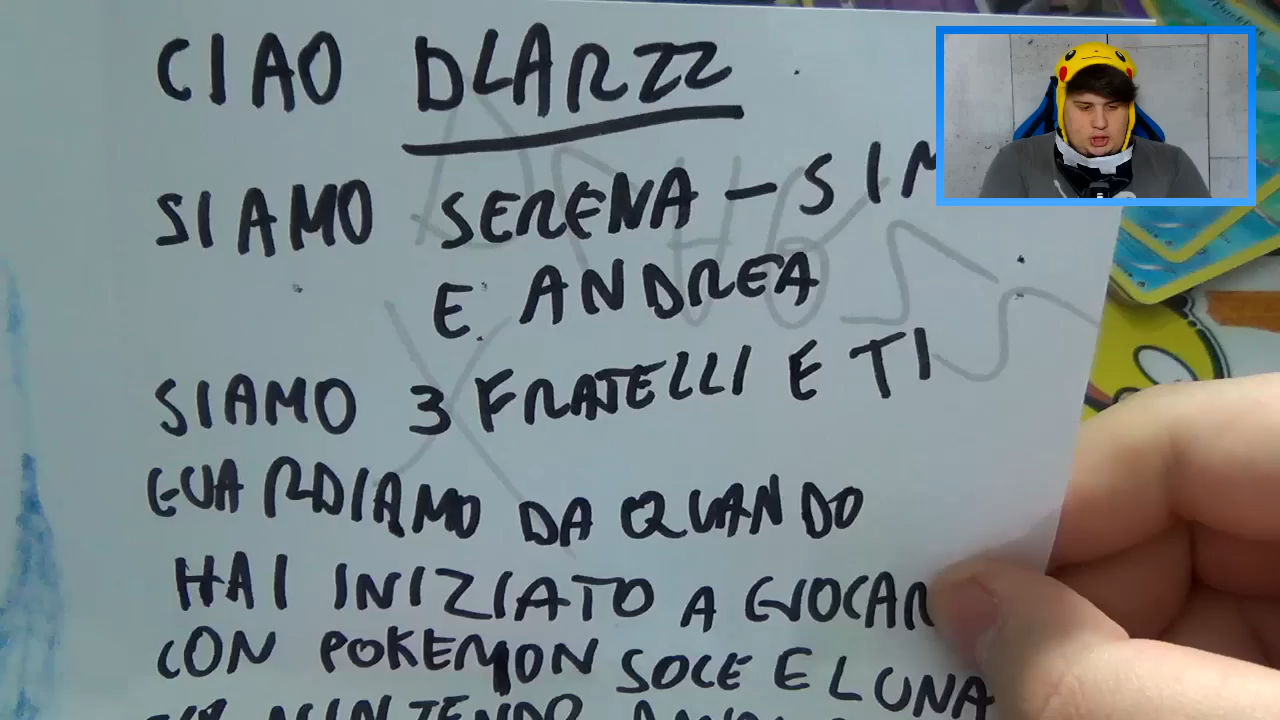 CIAO DLARZZ
SIAMO SERENA - SIM
E ANDREA
SIAMO 3 FRATELLI E TI
GUARDIAMO DA QUANDO
HAI INIZIATO A GIOCAR
CON POKEMON SOLE E LUNA
NINTENDO